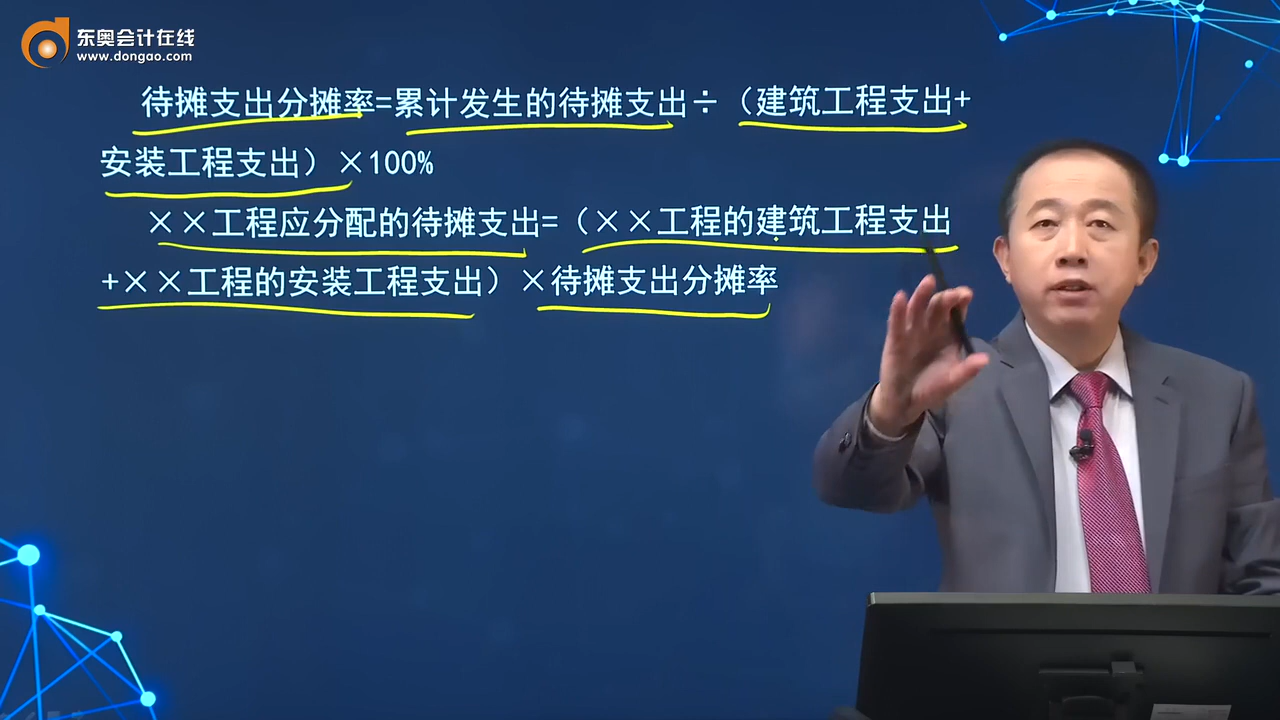 东奥会计在线
www.dongao.com
待摊支出分摊率=累计发生的待摊支出÷（建筑工程支出+
安装工程支出）×100%
××工程应分配的待摊支出=（××工程的建筑工程支出
+××工程的安装工程支出）×待摊支出分摊率